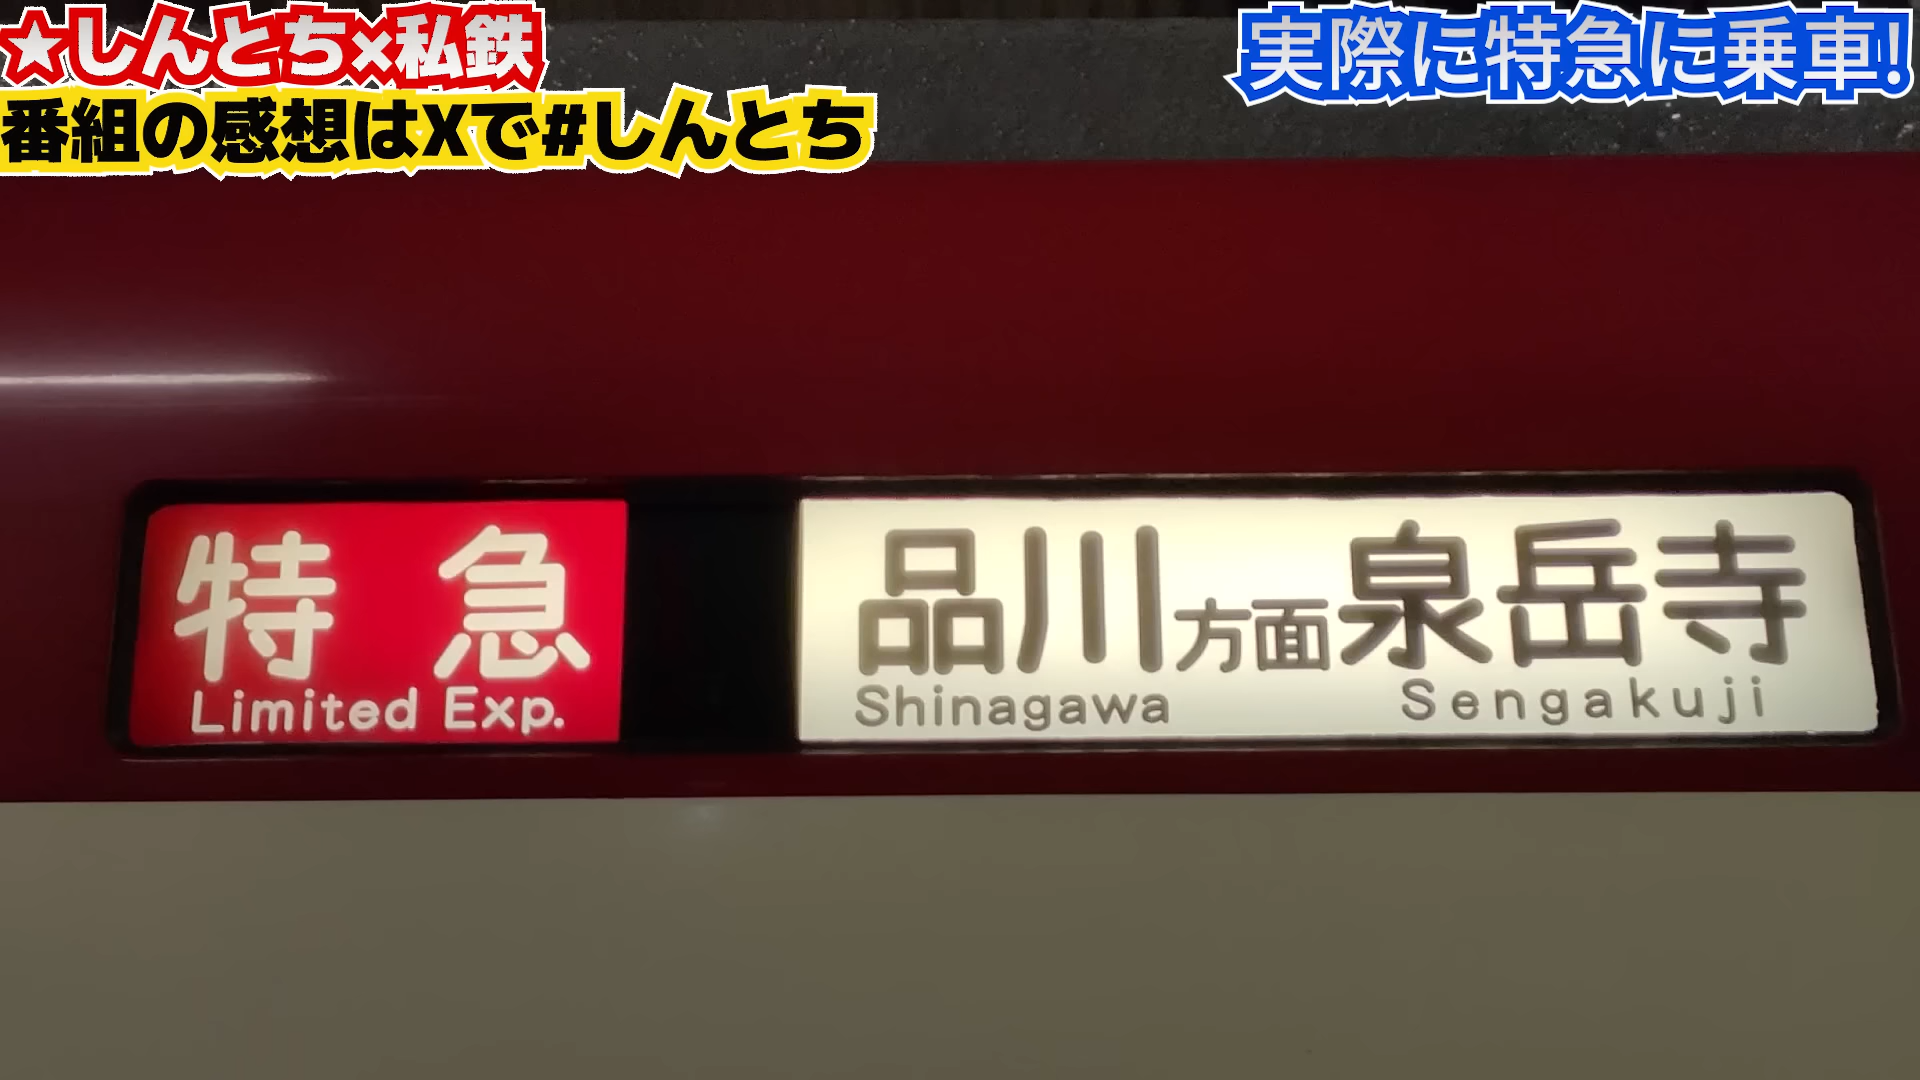 ★しんとち×私鉄
実際に特急に乗車!
番組の感想はXで#しんとち
特急
Limited Exp.
品川方面泉岳寺
Shinagawa Sengakuji